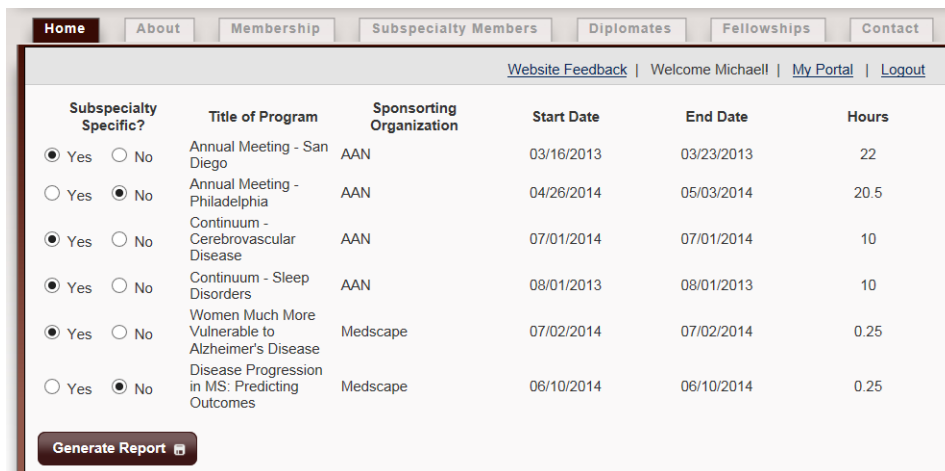 Home About Membership Subspecialty Members Diplomates Fellowships Contact
Website Feedback | Welcome Michael! | My Portal | Logout
Subspecialty Specific? Title of Program Sponsorting Organization Start Date End Date Hours
Yes No Annual Meeting - San Diego AAN 03/16/2013 03/23/2013 22
Yes No Annual Meeting - Philadelphia AAN 04/26/2014 05/03/2014 20.5
Yes No Continuum - Cerebrovascular Disease AAN 07/01/2014 07/01/2014 10
Yes No Continuum - Sleep Disorders AAN 08/01/2013 08/01/2013 10
Yes No Women Much More Vulnerable to Alzheimer's Disease Medscape 07/02/2014 07/02/2014 0.25
Yes No Disease Progression in MS: Predicting Outcomes Medscape 06/10/2014 06/10/2014 0.25
Generate Report